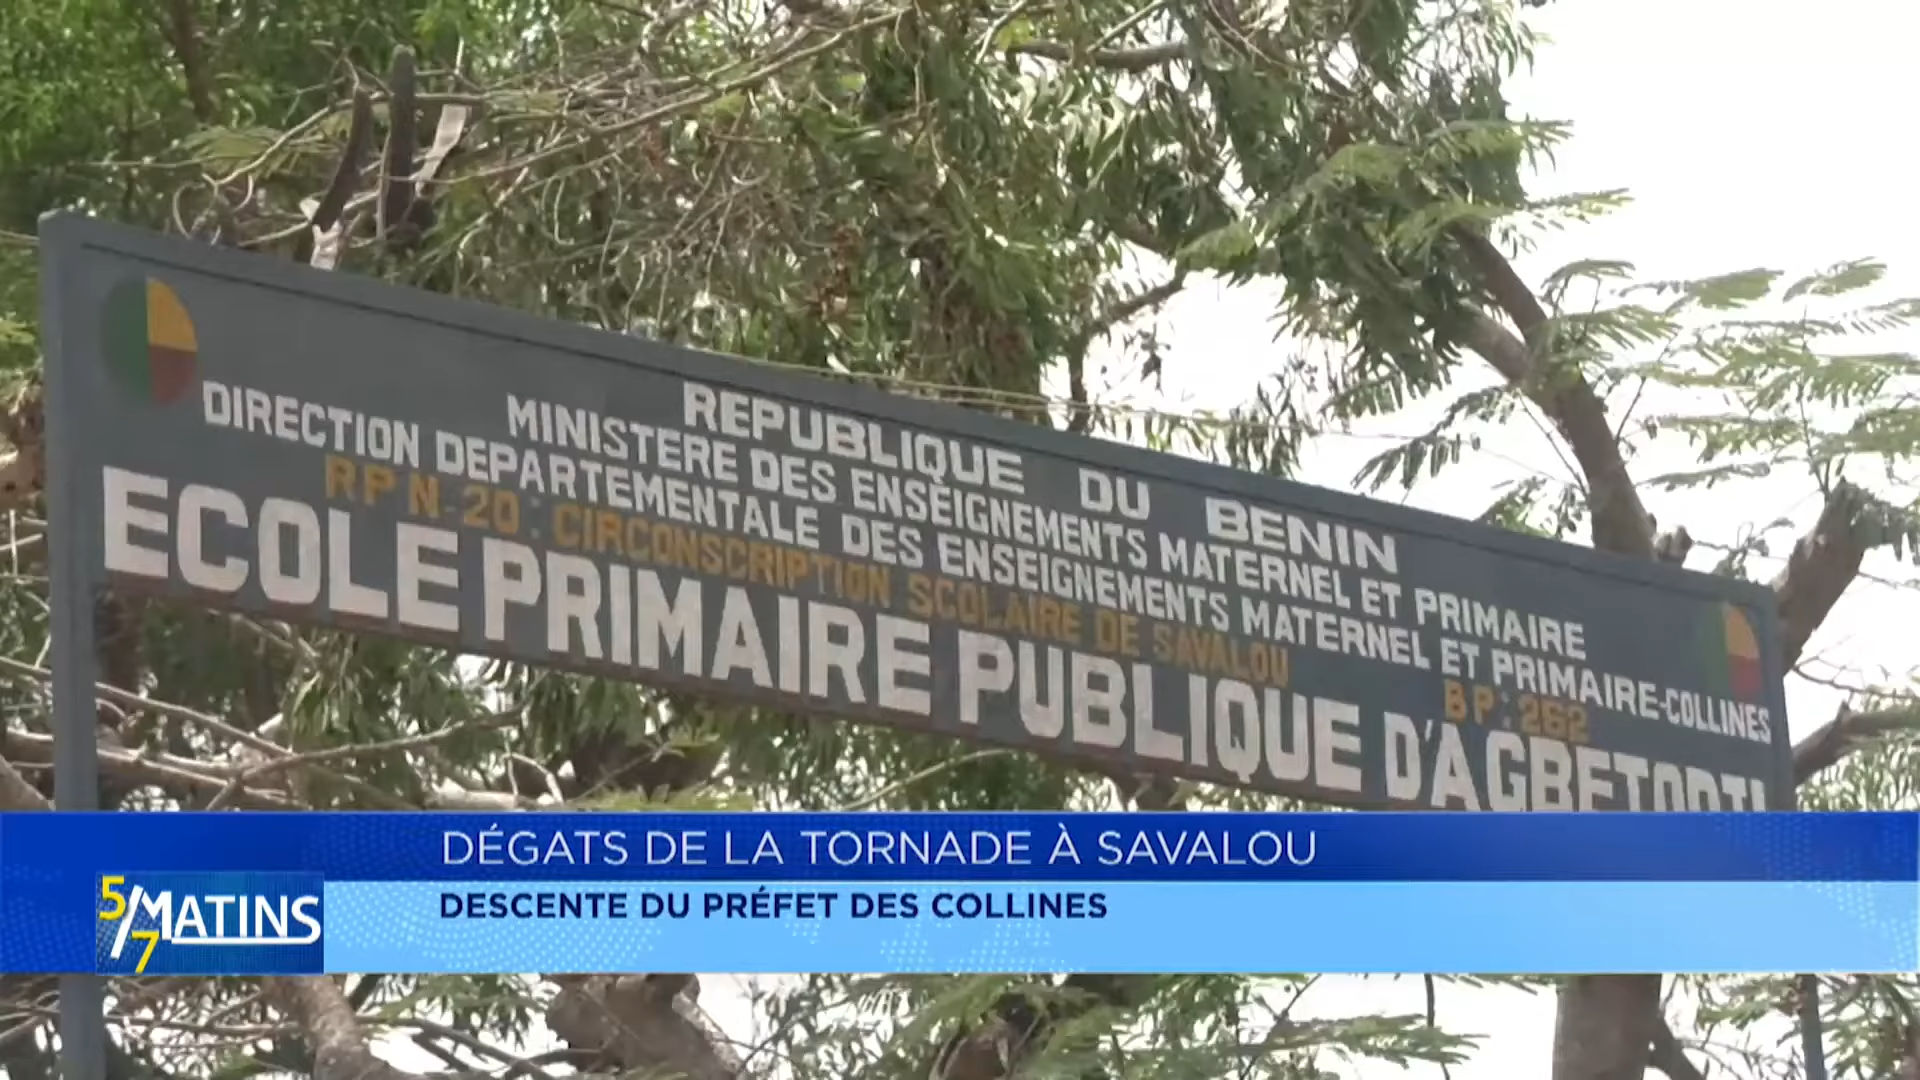 REPUBLIQUE DU BENIN
MINISTERE DES ENSEIGNEMENTS MATERNEL ET PRIMAIRE
DIRECTION DEPARTEMENTALE DES ENSEIGNEMENTS MATERNEL ET PRIMAIRE-COLLINES
RP N.20: CIRCONSCRIPTION SCOLAIRE DE SAVALOU BP:262
ECOLE PRIMAIRE PUBLIQUE
DÉGATS DE LA TORNADE À SAVALOU
DESCENTE DU PRÉFET DES COLLINES
5/7 MATINS